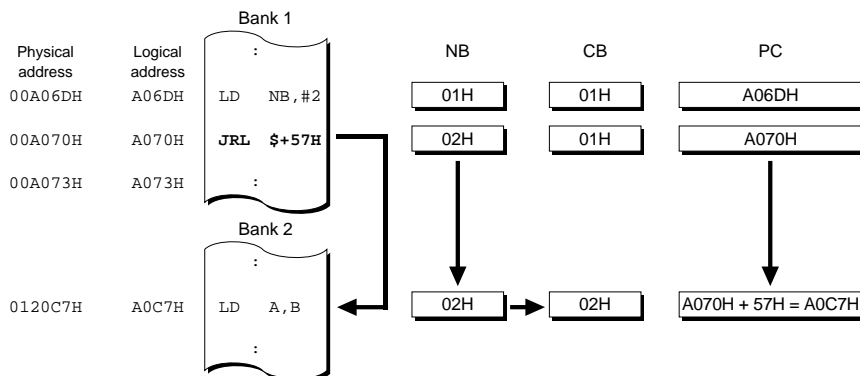 Bank 1
Physical address Logical address NB CB PC
:
00A06DH A06DH LD NB,#2 01H 01H A06DH
00A070H A070H JRL $+57H 02H 01H A070H
00A073H A073H :
Bank 2
:
0120C7H A0C7H LD A,B 02H 02H A070H + 57H = A0C7H
: